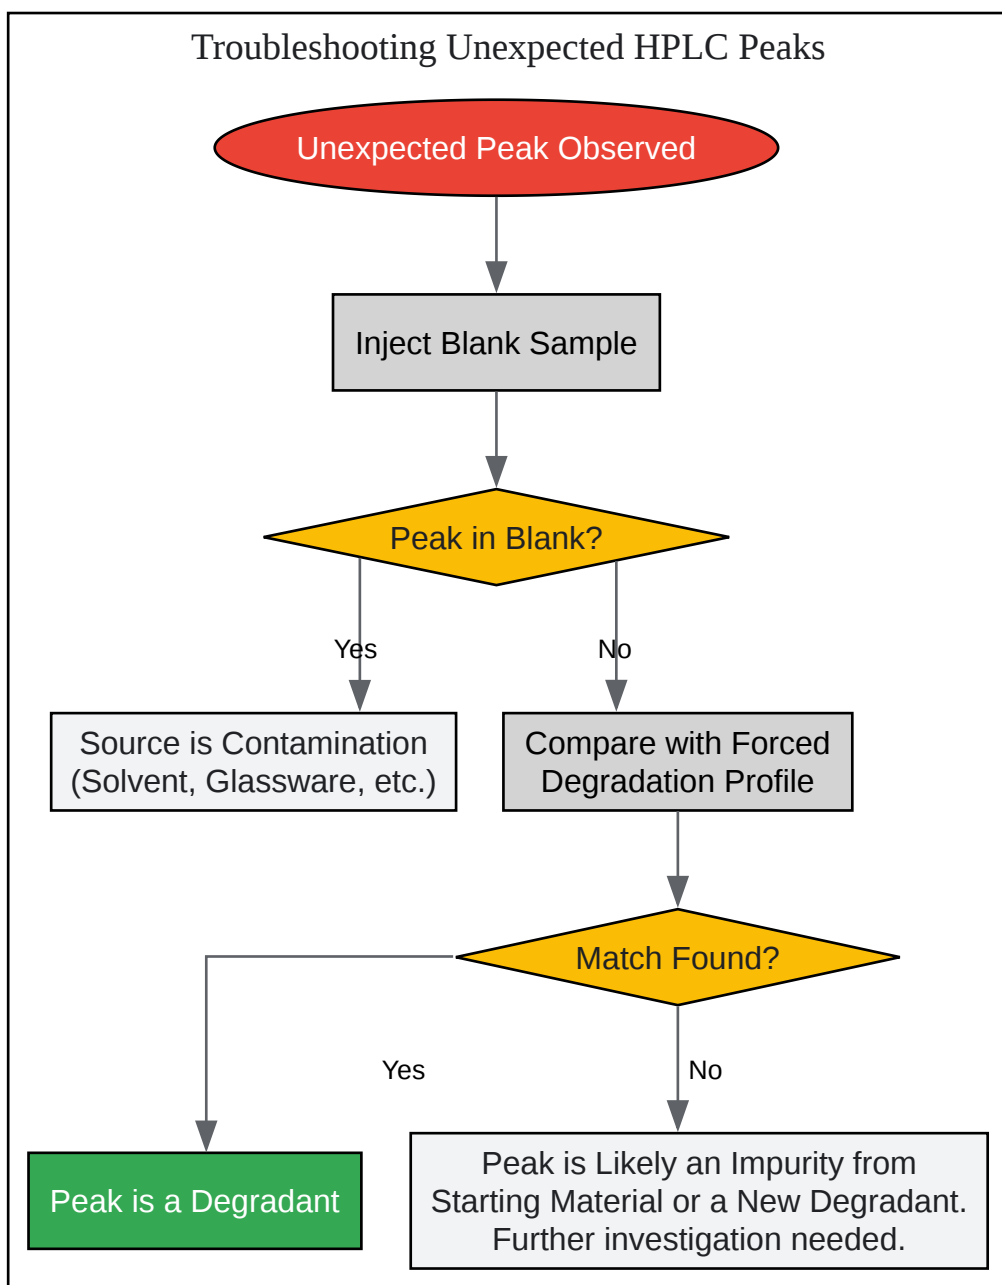 Troubleshooting Unexpected HPLC Peaks
Unexpected Peak Observed
Inject Blank Sample
Peak in Blank?
Yes
No
Source is Contamination
(Solvent, Glassware, etc.)
Compare with Forced
Degradation Profile
Match Found?
Yes
No
Peak is a Degradant
Peak is Likely an Impurity from
Starting Material or a New Degradant.
Further investigation needed.